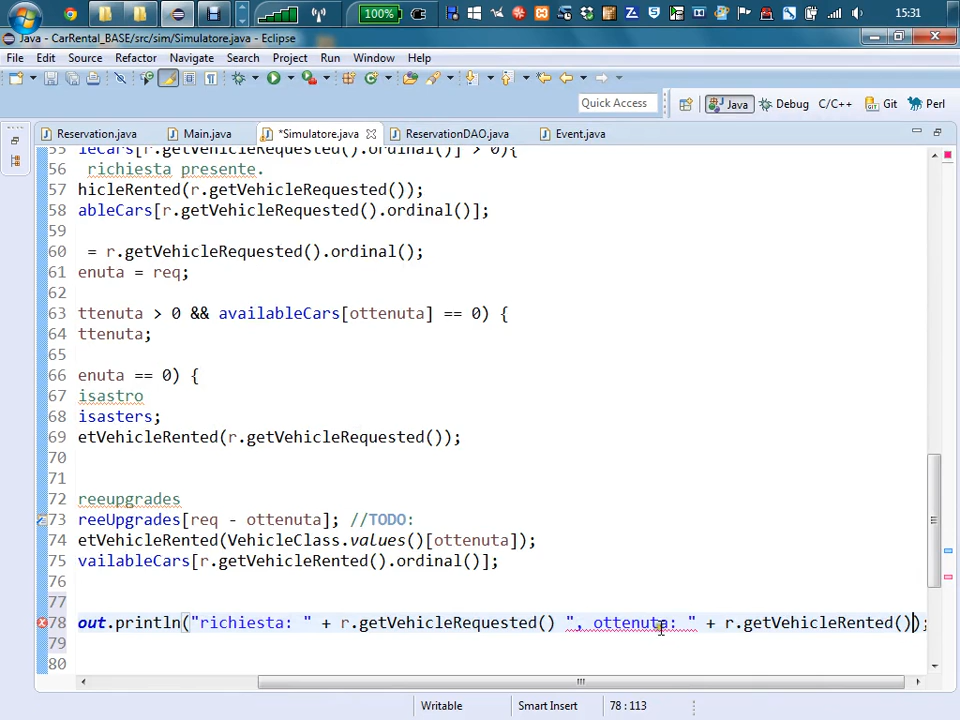 100%
15:31
Java - CarRental_BASE/src/sim/Simulatore.java - Eclipse
File Edit Source Refactor Navigate Search Project Run Window Help
Quick Access Java Debug C/C++ Git Perl
Reservation.java Main.java *Simulatore.java ReservationDAO.java Event.java
55 leCars[r.getVehicleRequested().ordinal()] > 0){
56 richiesta presente.
57 hicleRented(r.getVehicleRequested());
58 ableCars[r.getVehicleRequested().ordinal()];
59
60 = r.getVehicleRequested().ordinal();
61 enuta = req;
62
63 ttenuta > 0 && availableCars[ottenuta] == 0) {
64 ttenuta;
65
66 enuta == 0) {
67 isastro
68 isasters;
69 etVehicleRented(r.getVehicleRequested());
70
71
72 reeupgrades
73 reeUpgrades[req - ottenuta]; //TODO:
74 etVehicleRented(VehicleClass.values()[ottenuta]);
75 vailableCars[r.getVehicleRented().ordinal()];
76
77
78 out.println("richiesta: " + r.getVehicleRequested() ", ottenuta: " + r.getVehicleRented());
79
80
Writable Smart Insert 78 : 113